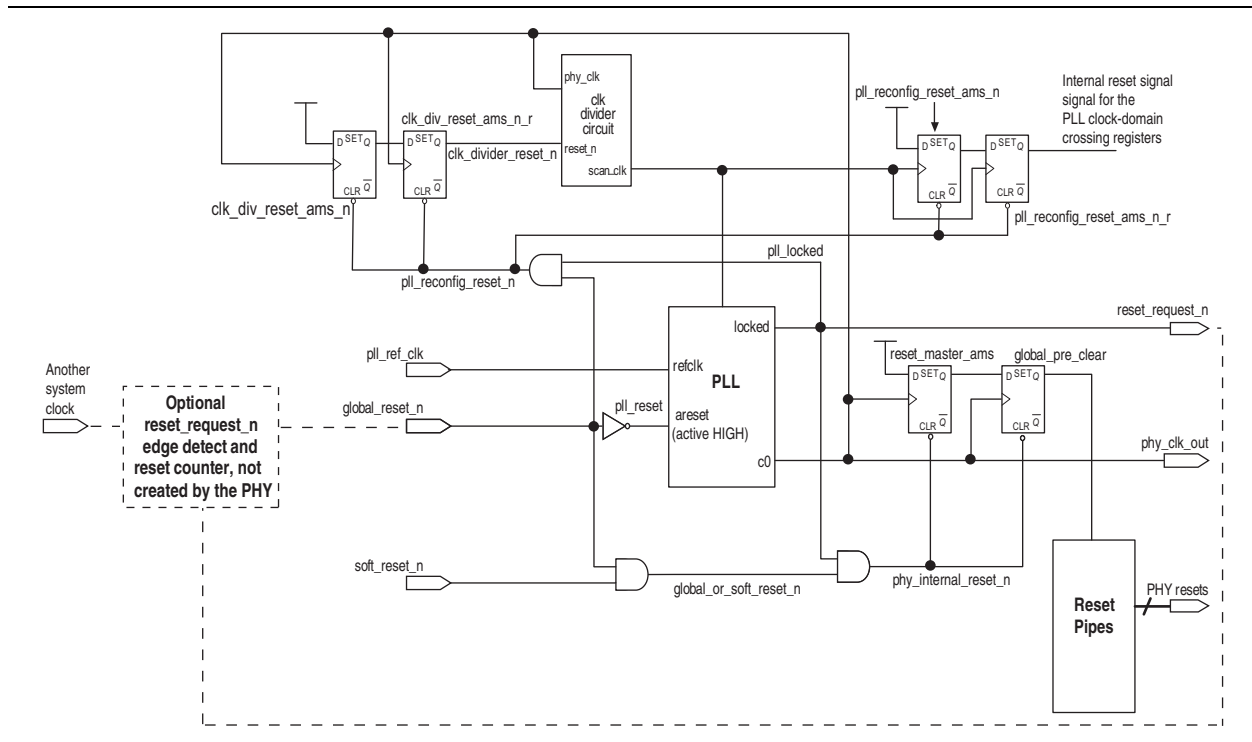 phy_clk
clk
divider
circuit
reset_n
scan_clk
clk_div_reset_ams_n_r
clk_divider_reset_n
D SET Q
CLR Q
D SET Q
CLR Q
clk_div_reset_ams_n
pll_reconfig_reset_ams_n
D SET Q
CLR Q
D SET Q
CLR Q
Internal reset signal
signal for the
PLL clock-domain
crossing registers
pll_reconfig_reset_ams_n_r
pll_locked
pll_reconfig_reset_n
locked
refclk
PLL
areset
(active HIGH)
c0
pll_ref_clk
global_reset_n
pll_reset
reset_request_n
reset_master_ams
global_pre_clear
D SET Q
CLR Q
D SET Q
CLR Q
phy_clk_out
Another
system
clock
Optional
reset_request_n
edge detect and
reset counter, not
created by the PHY
soft_reset_n
global_or_soft_reset_n
phy_internal_reset_n
Reset
Pipes
PHY resets